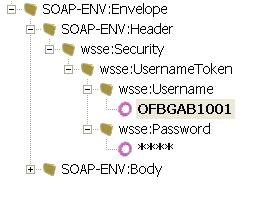 SOAP-ENV:Envelope
SOAP-ENV:Header
wsse:Security
wsse:UsernameToken
wsse:Username
OFBGAB1001
wsse:Password
****
SOAP-ENV:Body